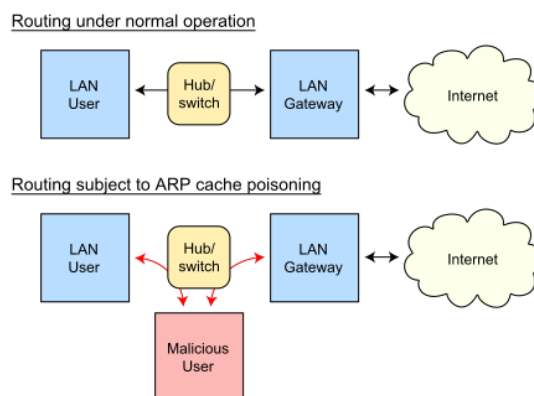 Routing under normal operation
LAN
User
Hub/
switch
LAN
Gateway
Internet
Routing subject to ARP cache poisoning
LAN
User
Hub/
switch
LAN
Gateway
Internet
Malicious
User